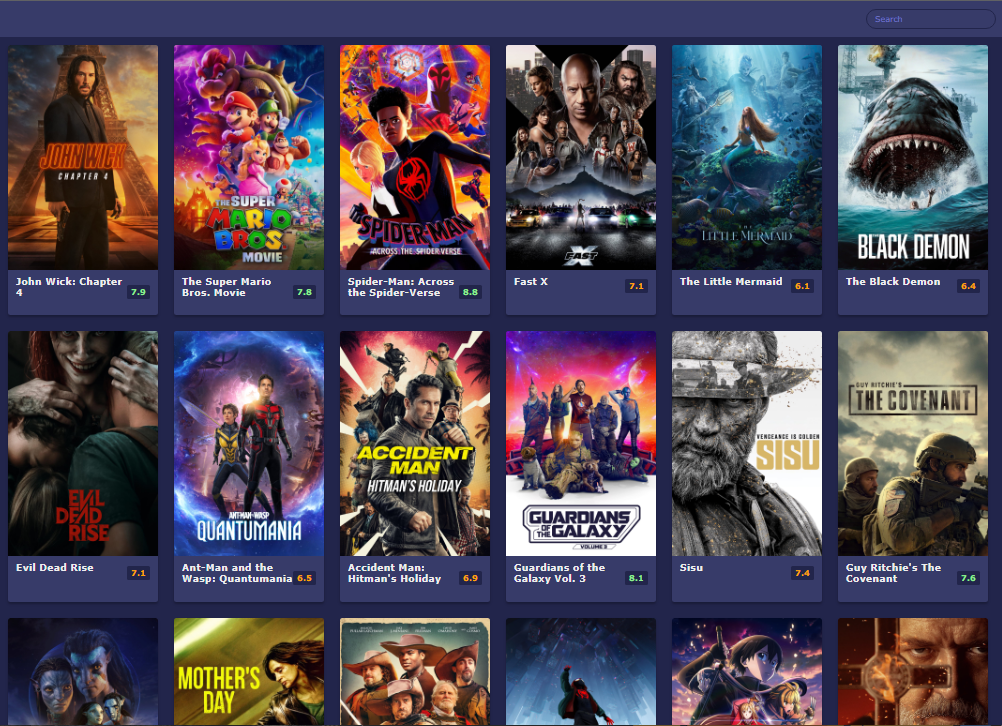 Search
JOHN WICK
CHAPTER 4
THE SUPER
MARIO
BROS.
MOVIE
SPIDER-MAN
ACROSS THE SPIDER-VERSE
FAST X
THE
LITTLE MERMAID
BLACK DEMON
John Wick: Chapter
4
7.9
The Super Mario
Bros. Movie
7.8
Spider-Man: Across
the Spider-Verse
8.8
Fast X
7.1
The Little Mermaid
6.1
The Black Demon
6.4
EVIL
DEAD
RISE
ANT-MAN AND THE WASP
QUANTUMANIA
ACCIDENT
MAN
HITMAN'S HOLIDAY
GUARDIANS
OF THE GALAXY
VOLUME 3
VENGEANCE IS GOLDEN
SISU
GUY RITCHIE'S
THE COVENANT
Evil Dead Rise
7.1
Ant-Man and the
Wasp: Quantumania
6.5
Accident Man:
Hitman's Holiday
6.9
Guardians of the
Galaxy Vol. 3
8.1
Sisu
7.4
Guy Ritchie's The
Covenant
7.6
MOTHER'S
DAY